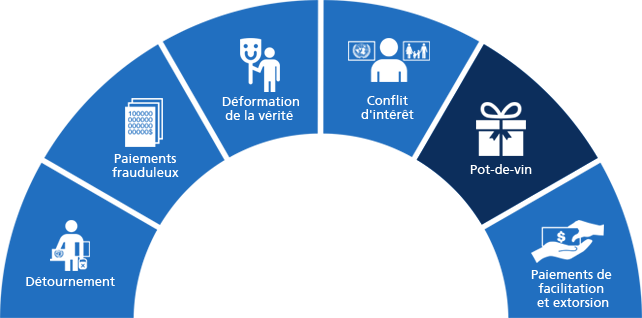 Détournement
Paiements
frauduleux
100000
000000
000000
000000
00000$
Déformation
de la vérité
Conflit
d'intérêt
Pot-de-vin
$
Paiements de
facilitation
et extorsion